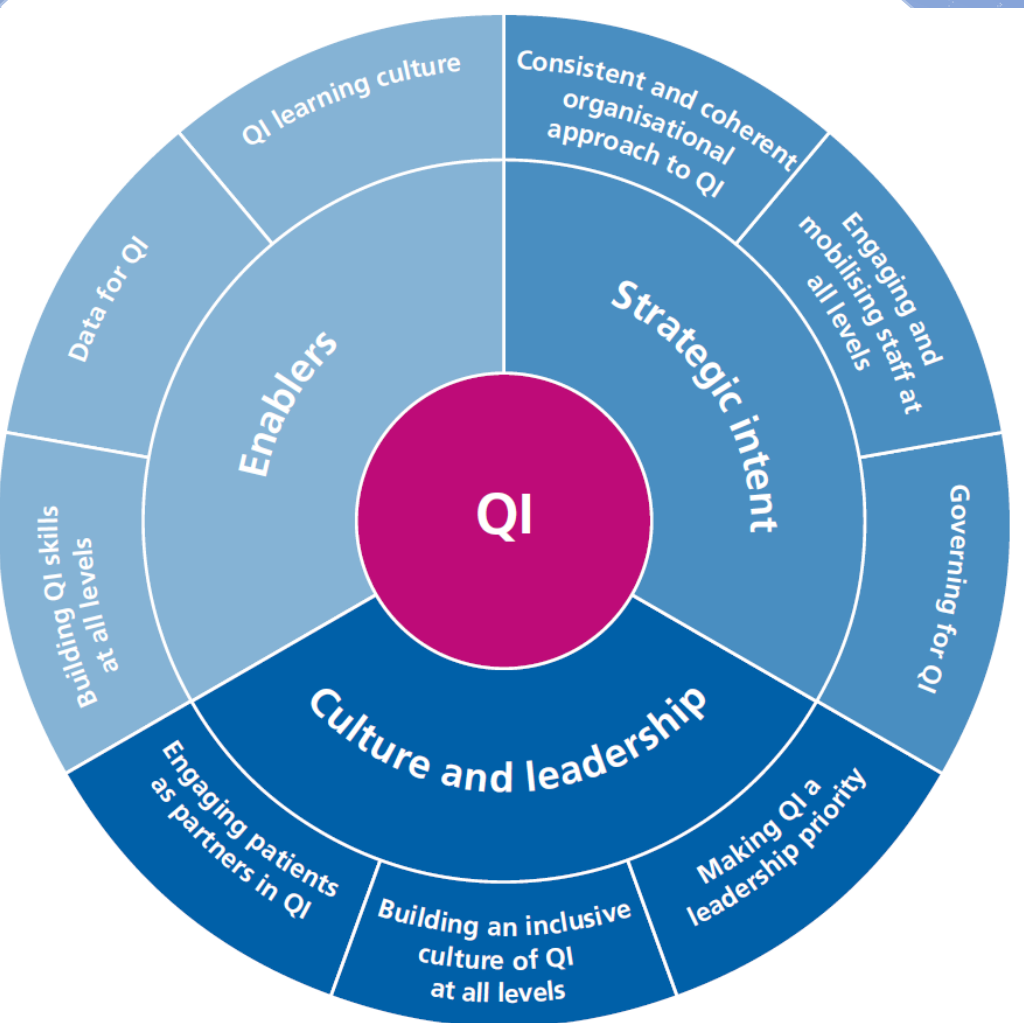 QI
Strategic intent
Consistent and coherent
organisational
approach to QI
Engaging and
mobilising staff at
all levels
Governing for QI
Culture and leadership
Making QI a
leadership priority
Building an inclusive
culture of QI
at all levels
Engaging patients
as partners in QI
Enablers
Building QI skills
at all levels
Data for QI
QI learning culture